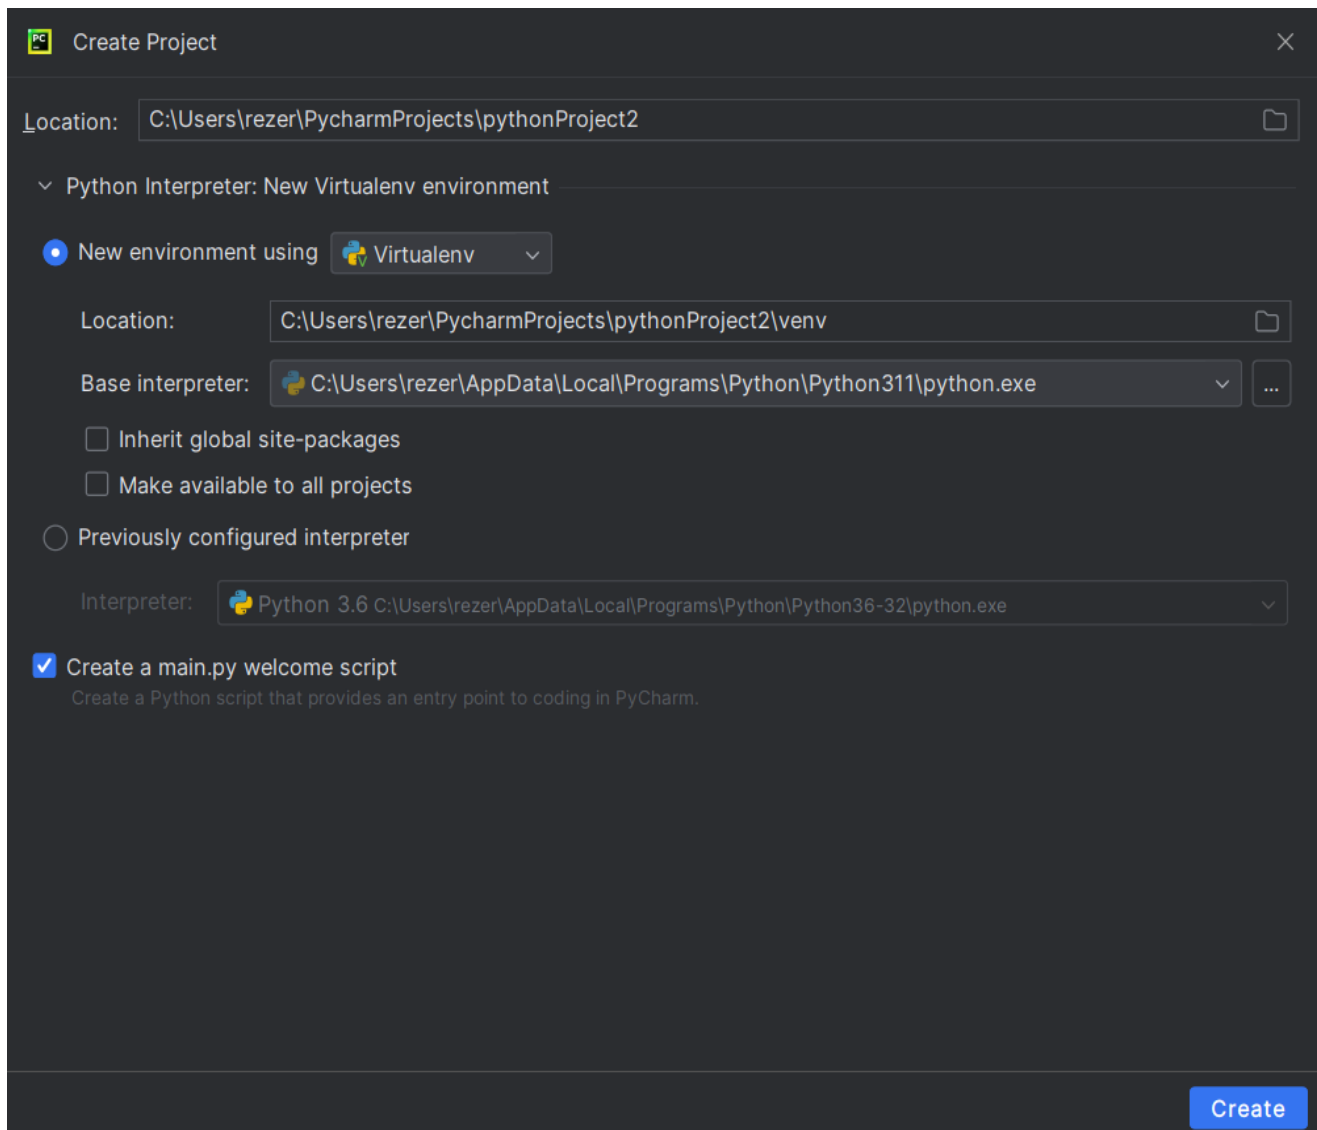 PC
Create Project
Location: C:\Users\rezer\PycharmProjects\pythonProject2
Python Interpreter: New Virtualenv environment
New environment using Virtualenv
Location: C:\Users\rezer\PycharmProjects\pythonProject2\venv
Base interpreter: C:\Users\rezer\AppData\Local\Programs\Python\Python311\python.exe ...
Inherit global site-packages
Make available to all projects
Previously configured interpreter
Interpreter: Python 3.6 C:\Users\rezer\AppData\Local\Programs\Python\Python36-32\python.exe
Create a main.py welcome script
Create a Python script that provides an entry point to coding in PyCharm.
Create